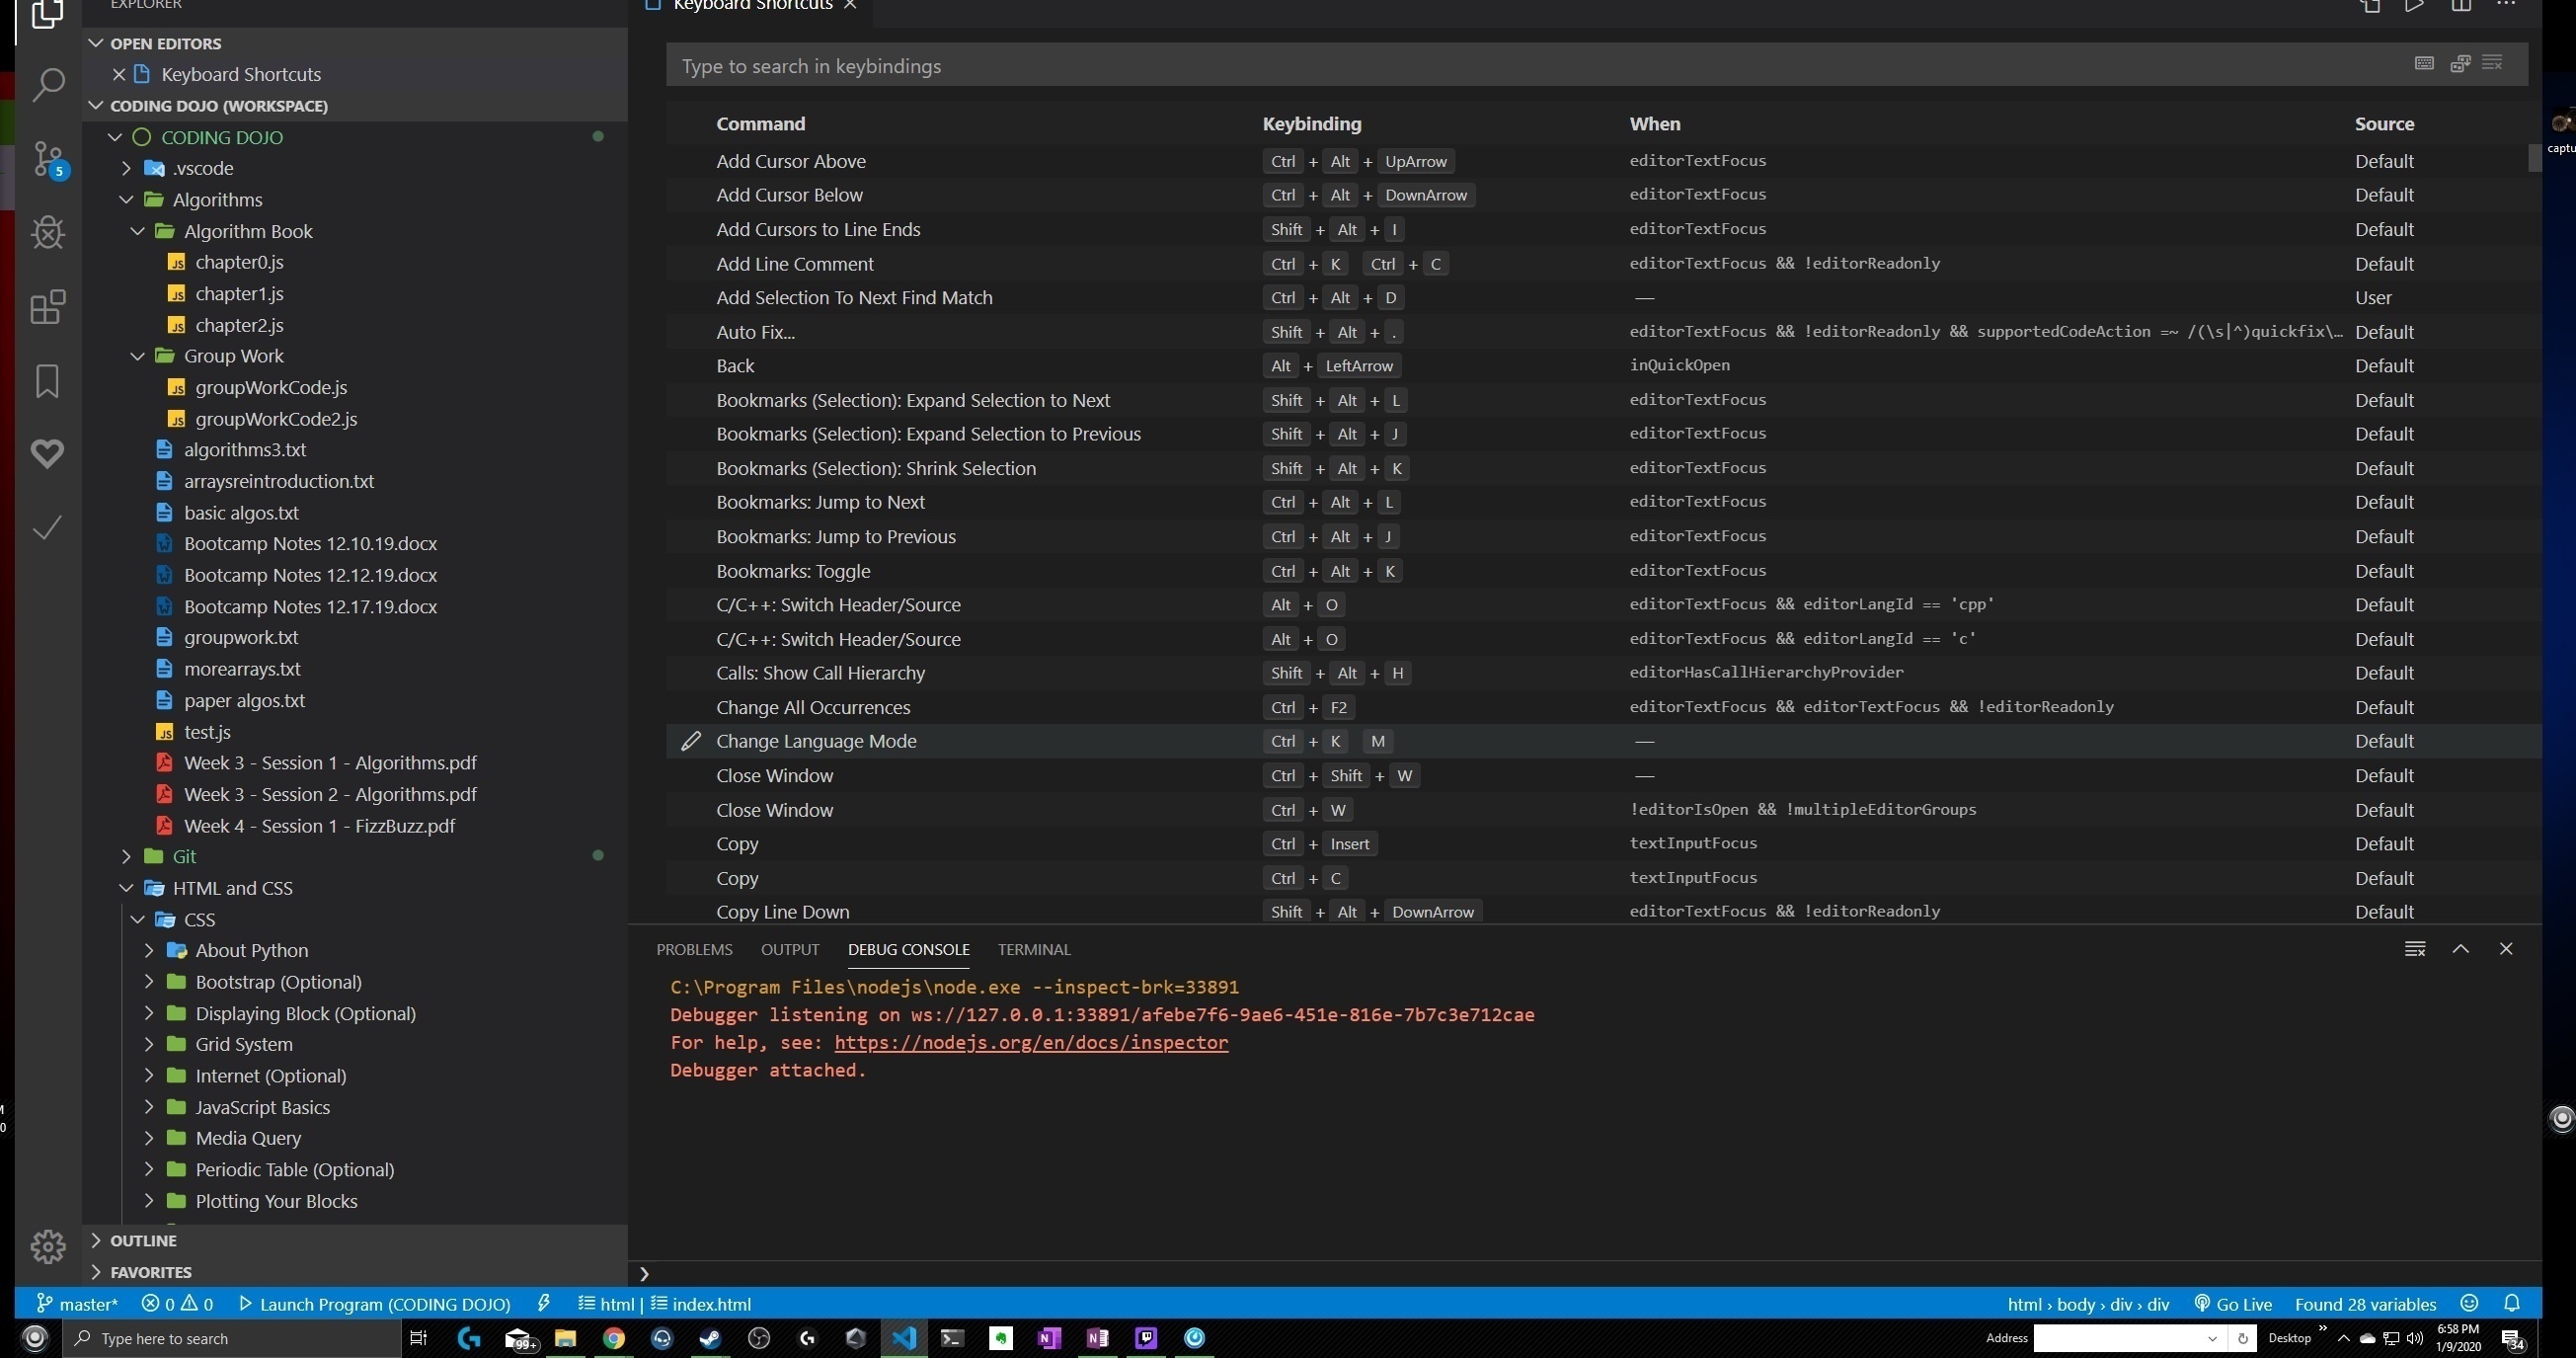 EXPLORER
OPEN EDITORS
Keyboard Shortcuts
CODING DOJO (WORKSPACE)
CODING DOJO
.vscode
Algorithms
Algorithm Book
chapter0.js
chapter1.js
chapter2.js
Group Work
groupWorkCode.js
groupWorkCode2.js
algorithms3.txt
arraysreintroduction.txt
basic algos.txt
Bootcamp Notes 12.10.19.docx
Bootcamp Notes 12.12.19.docx
Bootcamp Notes 12.17.19.docx
groupwork.txt
morearrays.txt
paper algos.txt
test.js
Week 3 - Session 1 - Algorithms.pdf
Week 3 - Session 2 - Algorithms.pdf
Week 4 - Session 1 - FizzBuzz.pdf
Git
HTML and CSS
CSS
About Python
Bootstrap (Optional)
Displaying Block (Optional)
Grid System
Internet (Optional)
JavaScript Basics
Media Query
Periodic Table (Optional)
Plotting Your Blocks
OUTLINE
FAVORITES
5
Keyboard Shortcuts
Type to search in keybindings
Command Keybinding When Source
Add Cursor Above Ctrl + Alt + UpArrow editorTextFocus Default
Add Cursor Below Ctrl + Alt + DownArrow editorTextFocus Default
Add Cursors to Line Ends Shift + Alt + I editorTextFocus Default
Add Line Comment Ctrl + K Ctrl + C editorTextFocus && !editorReadonly Default
Add Selection To Next Find Match Ctrl + Alt + D — User
Auto Fix... Shift + Alt + . editorTextFocus && !editorReadonly && supportedCodeAction =~ /(\s|^)quickfix\... Default
Back Alt + LeftArrow inQuickOpen Default
Bookmarks (Selection): Expand Selection to Next Shift + Alt + L editorTextFocus Default
Bookmarks (Selection): Expand Selection to Previous Shift + Alt + J editorTextFocus Default
Bookmarks (Selection): Shrink Selection Shift + Alt + K editorTextFocus Default
Bookmarks: Jump to Next Ctrl + Alt + L editorTextFocus Default
Bookmarks: Jump to Previous Ctrl + Alt + J editorTextFocus Default
Bookmarks: Toggle Ctrl + Alt + K editorTextFocus Default
C/C++: Switch Header/Source Alt + O editorTextFocus && editorLangId == 'cpp' Default
C/C++: Switch Header/Source Alt + O editorTextFocus && editorLangId == 'c' Default
Calls: Show Call Hierarchy Shift + Alt + H editorHasCallHierarchyProvider Default
Change All Occurrences Ctrl + F2 editorTextFocus && editorTextFocus && !editorReadonly Default
Change Language Mode Ctrl + K M — Default
Close Window Ctrl + Shift + W — Default
Close Window Ctrl + W !editorIsOpen && !multipleEditorGroups Default
Copy Ctrl + Insert textInputFocus Default
Copy Ctrl + C textInputFocus Default
Copy Line Down Shift + Alt + DownArrow editorTextFocus && !editorReadonly Default
PROBLEMS OUTPUT DEBUG CONSOLE TERMINAL
C:\Program Files\nodejs\node.exe --inspect-brk=33891
Debugger listening on ws://127.0.0.1:33891/afebe7f6-9ae6-451e-816e-7b7c3e712cae
For help, see: https://nodejs.org/en/docs/inspector
Debugger attached.
master* 0 0 Launch Program (CODING DOJO) html | index.html html › body › div › div Go Live Found 28 variables
Type here to search 99+ Address Desktop 6:58 PM
1/9/2020 34
captu